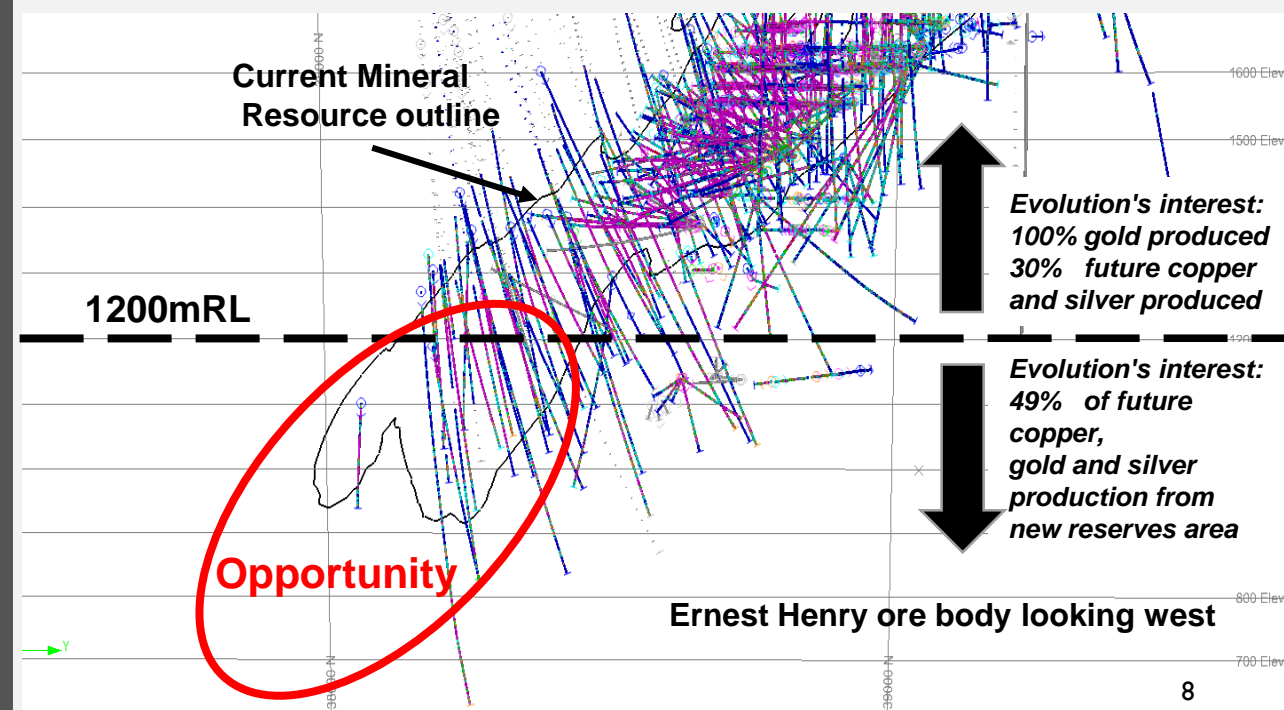 Current Mineral
Resource outline
1600 Elev
1500 Elev
Evolution's interest:
100% gold produced
30% future copper
and silver produced
1200mRL
Evolution's interest:
49% of future
copper,
gold and silver
production from
new reserves area
Opportunity
800 Elev
Ernest Henry ore body looking west
Y
700 Elev
38000 N
39000 N
8